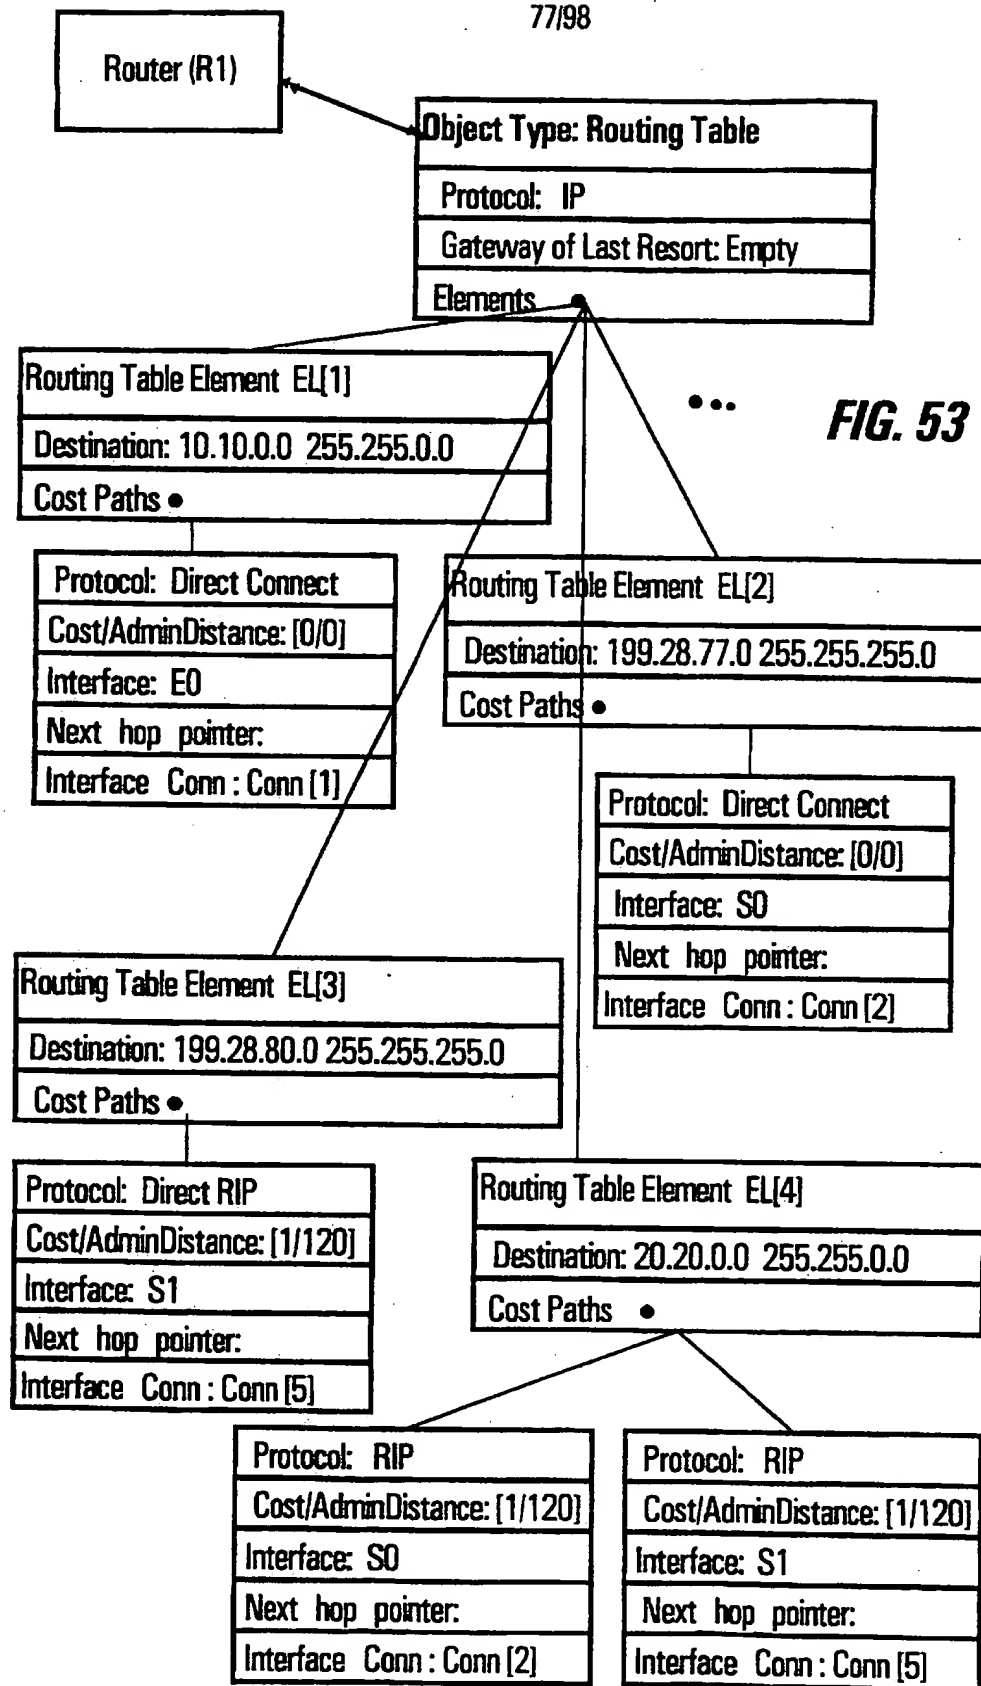 77/98
Router (R1)
Object Type: Routing Table
Protocol: IP
Gateway of Last Resort: Empty
Elements
Routing Table Element EL[1]
Destination: 10.10.0.0 255.255.0.0
Cost Paths
FIG. 53
Protocol: Direct Connect
Cost/AdminDistance: [0/0]
Interface: E0
Next hop pointer:
Interface Conn : Conn [1]
Routing Table Element EL[2]
Destination: 199.28.77.0 255.255.255.0
Cost Paths
Protocol: Direct Connect
Cost/AdminDistance: [0/0]
Interface: S0
Next hop pointer:
Interface Conn : Conn [2]
Routing Table Element EL[3]
Destination: 199.28.80.0 255.255.255.0
Cost Paths
Protocol: Direct RIP
Cost/AdminDistance: [1/120]
Interface: S1
Next hop pointer:
Interface Conn : Conn [5]
Routing Table Element EL[4]
Destination: 20.20.0.0 255.255.0.0
Cost Paths
Protocol: RIP
Cost/AdminDistance: [1/120]
Interface: S0
Next hop pointer:
Interface Conn : Conn [2]
Protocol: RIP
Cost/AdminDistance: [1/120]
Interface: S1
Next hop pointer:
Interface Conn : Conn [5]